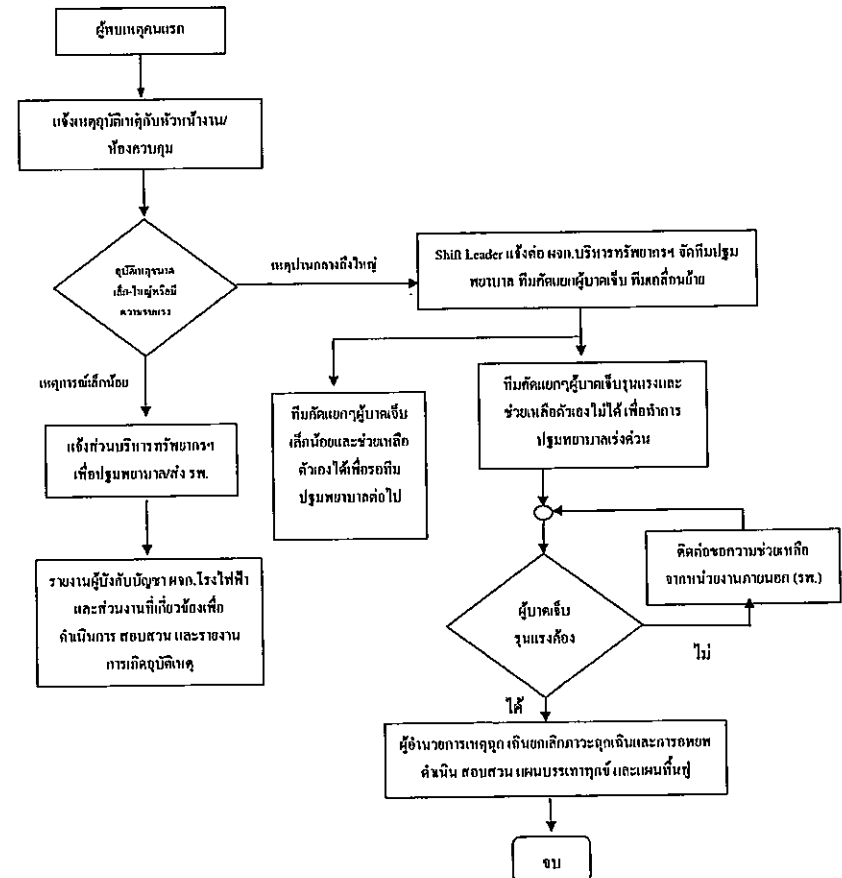 ผู้พบเหตุคนแรก
แจ้งเหตุอุบัติเหตุกับหัวหน้างาน/
ห้องควบคุม
อุบัติเหตุขนาด
เล็ก-ใหญ่หรือมี
ความรุนแรง
เหตุปานกลางถึงใหญ่
Shift Leader แจ้งต่อ ผจก.บริหารทรัพยากรฯ จัดทีมปฐม
พยาบาล ทีมคัดแยกผู้บาดเจ็บ ทีมเคลื่อนย้าย
เหตุการณ์เล็กน้อย
แจ้งส่วนบริหารทรัพยากรฯ
เพื่อปฐมพยาบาล/ส่ง รพ.
ทีมคัดแยกๆผู้บาดเจ็บ
เล็กน้อยและช่วยเหลือ
ตัวเองได้เพื่อรอทีม
ปฐมพยาบาลต่อไป
ทีมคัดแยกๆผู้บาดเจ็บรุนแรงและ
ช่วยเหลือตัวเองไม่ได้ เพื่อทำการ
ปฐมพยาบาลเร่งด่วน
รายงานผู้บังคับบัญชา ผจก.โรงไฟฟ้า
และส่วนงานที่เกี่ยวข้องเพื่อ
ดำเนินการ สอบสวน และรายงาน
การเกิดอุบัติเหตุ
ติดต่อขอความช่วยเหลือ
จากหน่วยงานภายนอก (รพ.)
ผู้บาดเจ็บ
รุนแรงต้อง
ไม่
ได้
ผู้อำนวยการเหตุฉุกเฉินยกเลิกภาวะฉุกเฉินและการอพยพ
ดำเนิน สอบสวน แผนบรรเทาทุกข์ และแผนฟื้นฟู
จบ